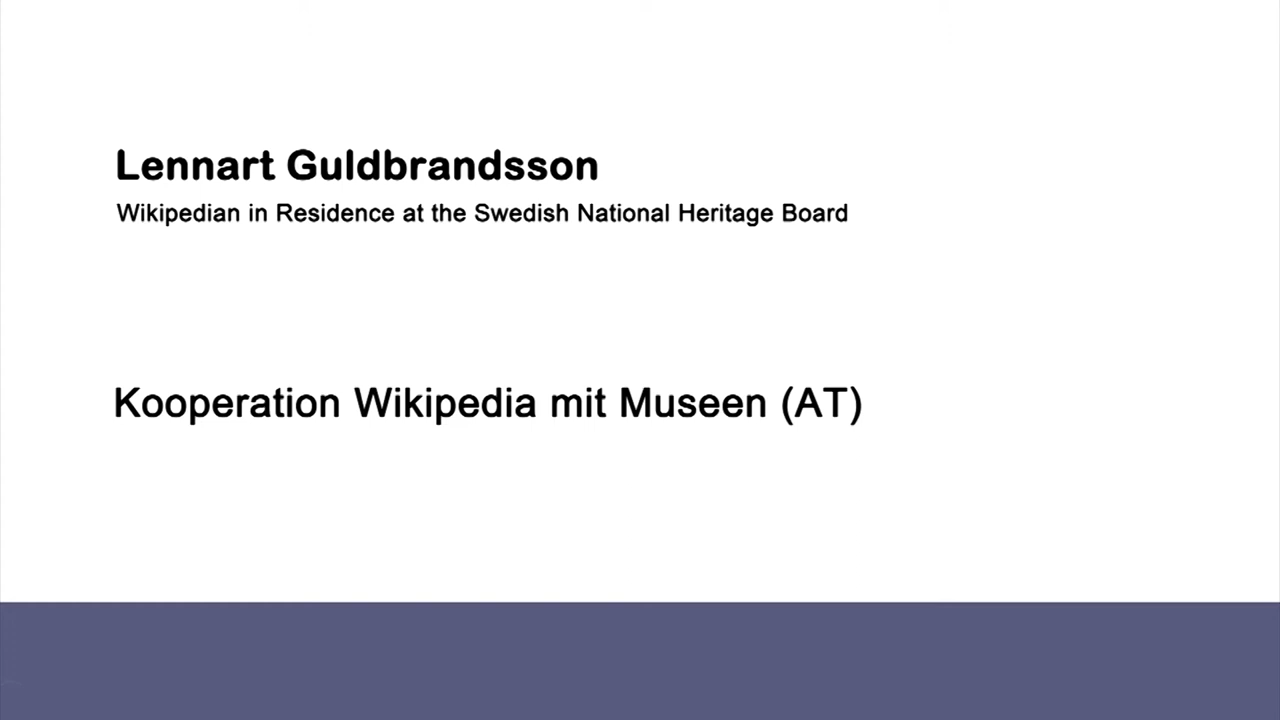 Lennart Guldbrandsson
Wikipedian in Residence at the Swedish National Heritage Board
Kooperation Wikipedia mit Museen (AT)